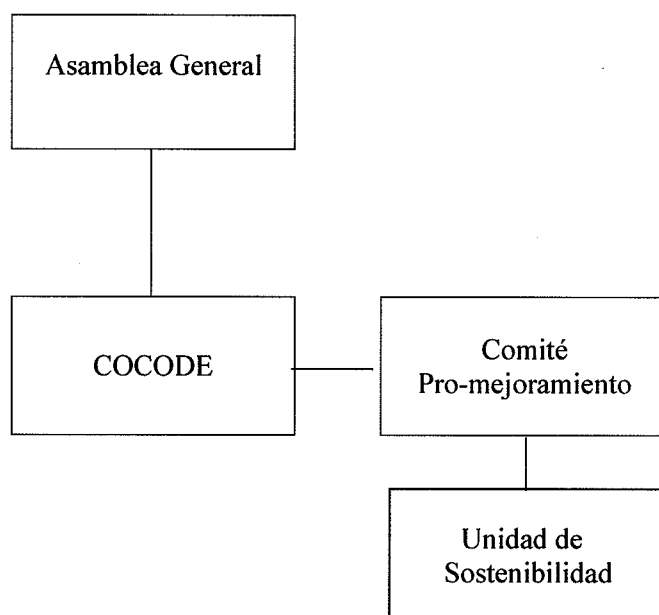 Asamblea General
COCODE
Comité
Pro-mejoramiento
Unidad de
Sostenibilidad